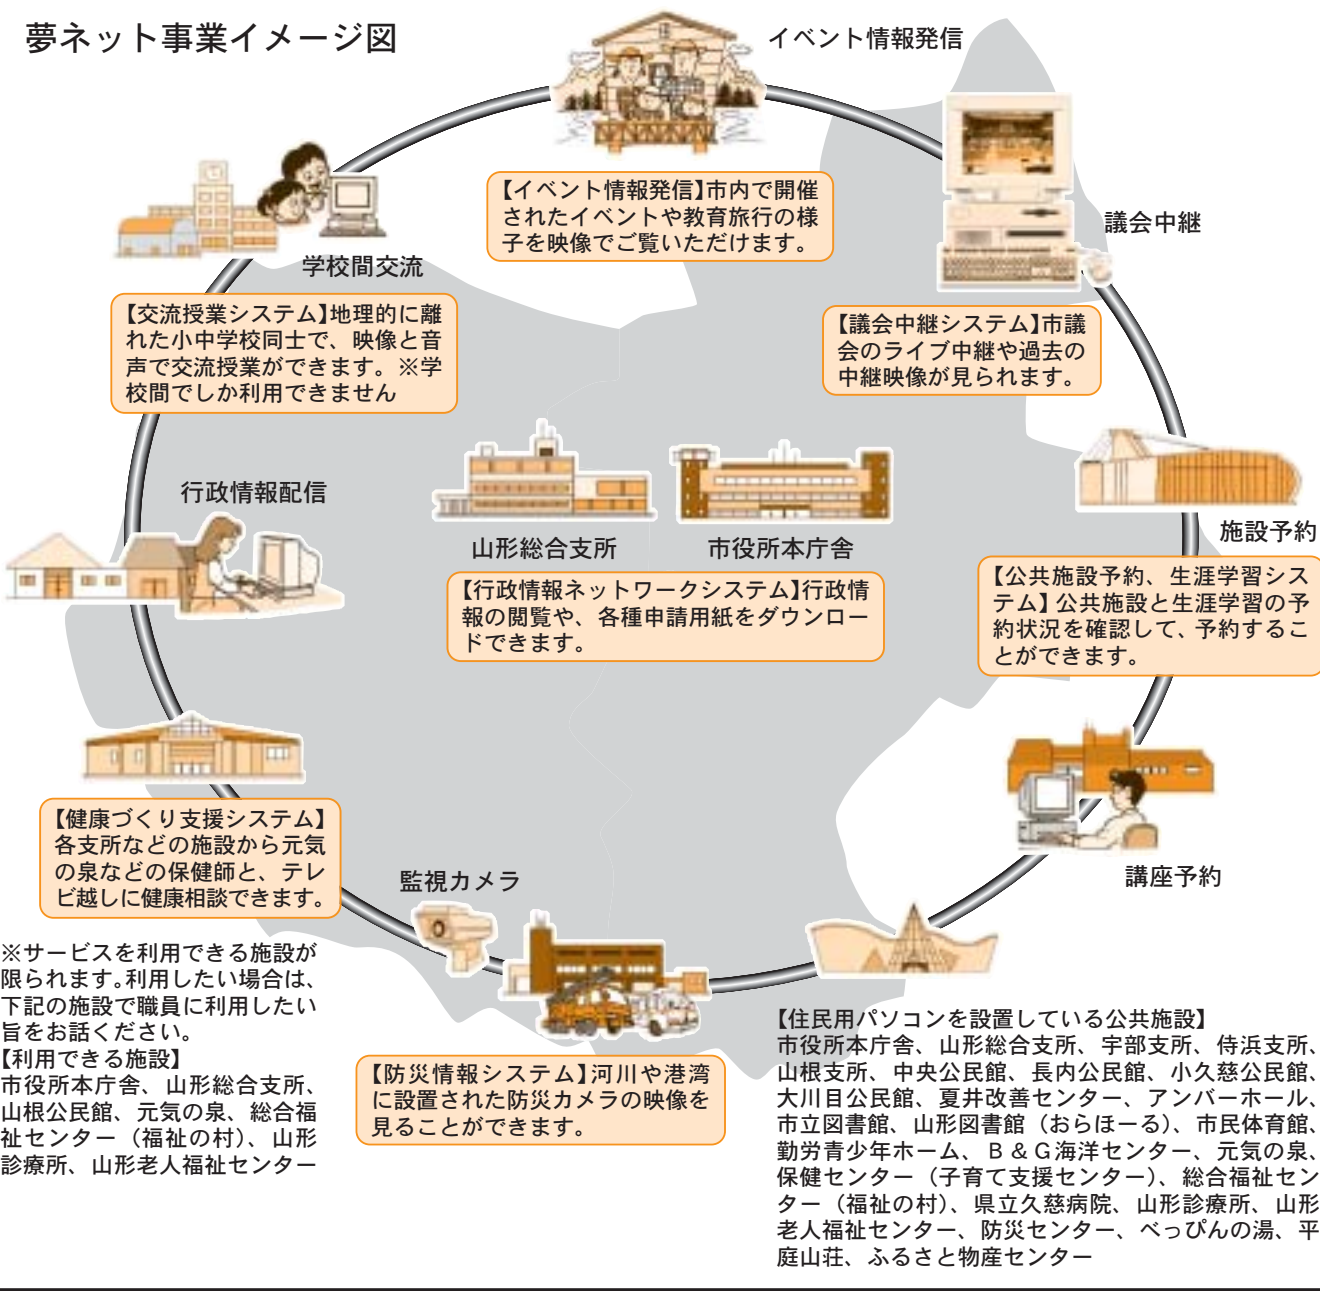 夢ネット事業イメージ図
イベント情報発信
【イベント情報発信】市内で開催
されたイベントや教育旅行の様
子を映像でご覧いただけます。
議会中継
学校間交流
【交流授業システム】地理的に離
れた小中学校同士で、映像と音
声で交流授業ができます。※学
校間でしか利用できません
【議会中継システム】市議
会のライブ中継や過去の
中継映像が見られます。
行政情報配信
山形総合支所
市役所本庁舎
【行政情報ネットワークシステム】行政情
報の閲覧や、各種申請用紙をダウンロー
ドできます。
施設予約
【公共施設予約、生涯学習シス
テム】公共施設と生涯学習の予
約状況を確認して、予約するこ
とができます。
【健康づくり支援システム】
各支所などの施設から元気
の泉などの保健師と、テレ
ビ越しに健康相談できます。
監視カメラ
講座予約
※サービスを利用できる施設が
限られます。利用したい場合は、
下記の施設で職員に利用したい
旨をお話ください。
【利用できる施設】
市役所本庁舎、山形総合支所、
山根公民館、元気の泉、総合福
祉センター（福祉の村）、山形
診療所、山形老人福祉センター
【防災情報システム】河川や港湾
に設置された防災カメラの映像を
見ることができます。
【住民用パソコンを設置している公共施設】
市役所本庁舎、山形総合支所、宇部支所、侍浜支所、
山根支所、中央公民館、長内公民館、小久慈公民館、
大川目公民館、夏井改善センター、アンバーホール、
市立図書館、山形図書館（おらほーる）、市民体育館、
勤労青少年ホーム、Ｂ＆Ｇ海洋センター、元気の泉、
保健センター（子育て支援センター）、総合福祉セン
ター（福祉の村）、県立久慈病院、山形診療所、山形
老人福祉センター、防災センター、べっぴんの湯、平
庭山荘、ふるさと物産センター